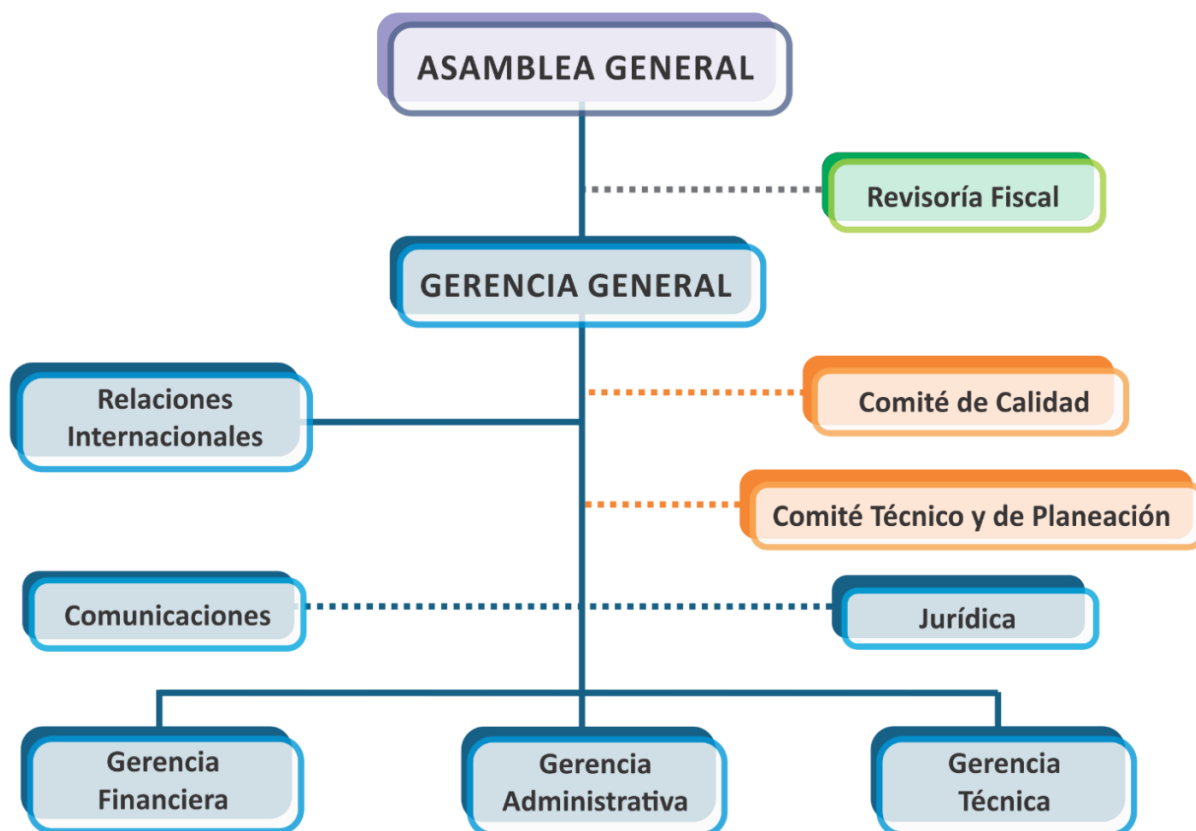 ASAMBLEA GENERAL
Revisoría Fiscal
GERENCIA GENERAL
Relaciones
Internacionales
Comité de Calidad
Comité Técnico y de Planeación
Comunicaciones
Jurídica
Gerencia
Financiera
Gerencia
Administrativa
Gerencia
Técnica